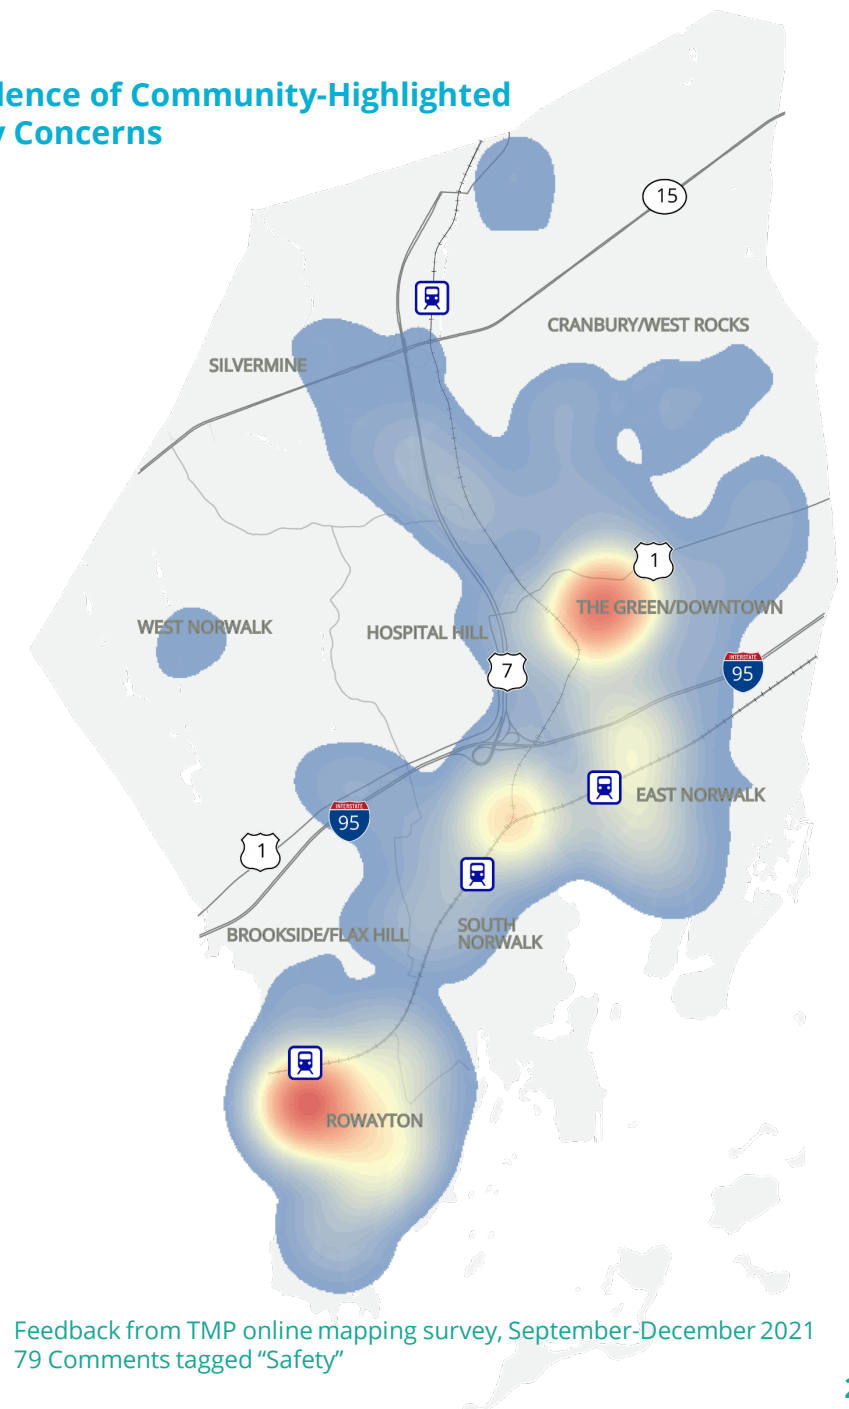 lence of Community-Highlighted
y Concerns
15
CRANBURY/WEST ROCKS
SILVERMINE
1
THE GREEN/DOWNTOWN
WEST NORWALK
HOSPITAL HILL
7
INTERSTATE
95
EAST NORWALK
INTERSTATE
95
1
BROOKSIDE/FLAX HILL
SOUTH
NORWALK
ROWAYTON
Feedback from TMP online mapping survey, September-December 2021
79 Comments tagged “Safety”